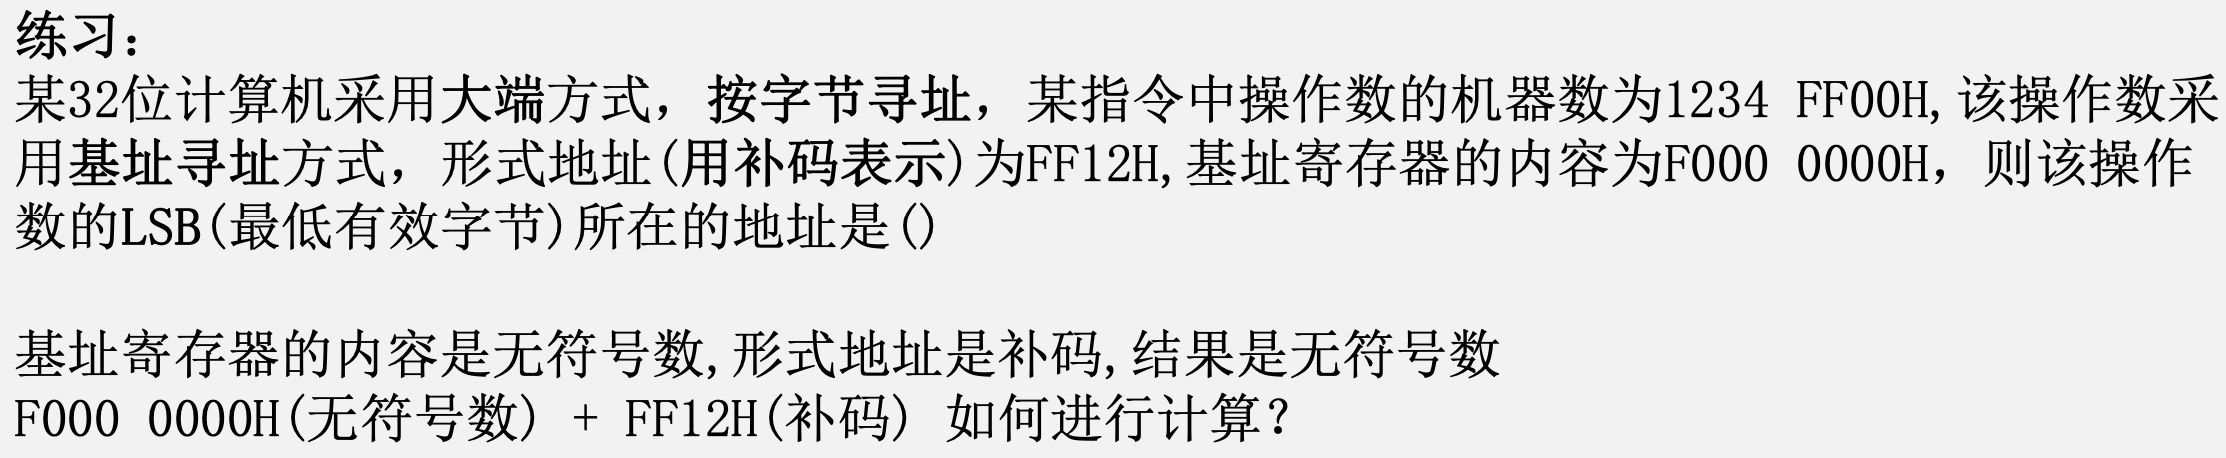 练习：
某32位计算机采用大端方式，按字节寻址，某指令中操作数的机器数为1234 FF00H,该操作数采
用基址寻址方式，形式地址(用补码表示)为FF12H,基址寄存器的内容为F000 0000H，则该操作
数的LSB(最低有效字节)所在的地址是()
基址寄存器的内容是无符号数,形式地址是补码,结果是无符号数
F000 0000H(无符号数) + FF12H(补码) 如何进行计算?